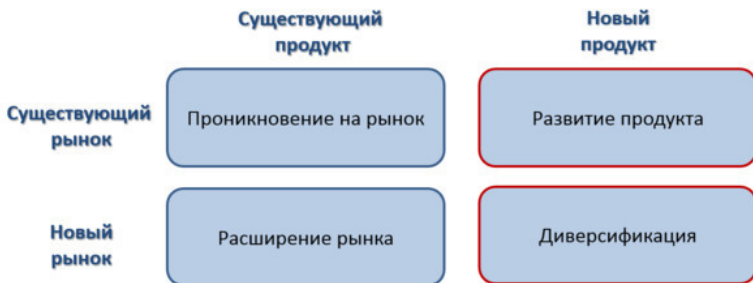 Существующий
продукт
Новый
продукт
Существующий
рынок
Проникновение на рынок
Развитие продукта
Новый
рынок
Расширение рынка
Диверсификация